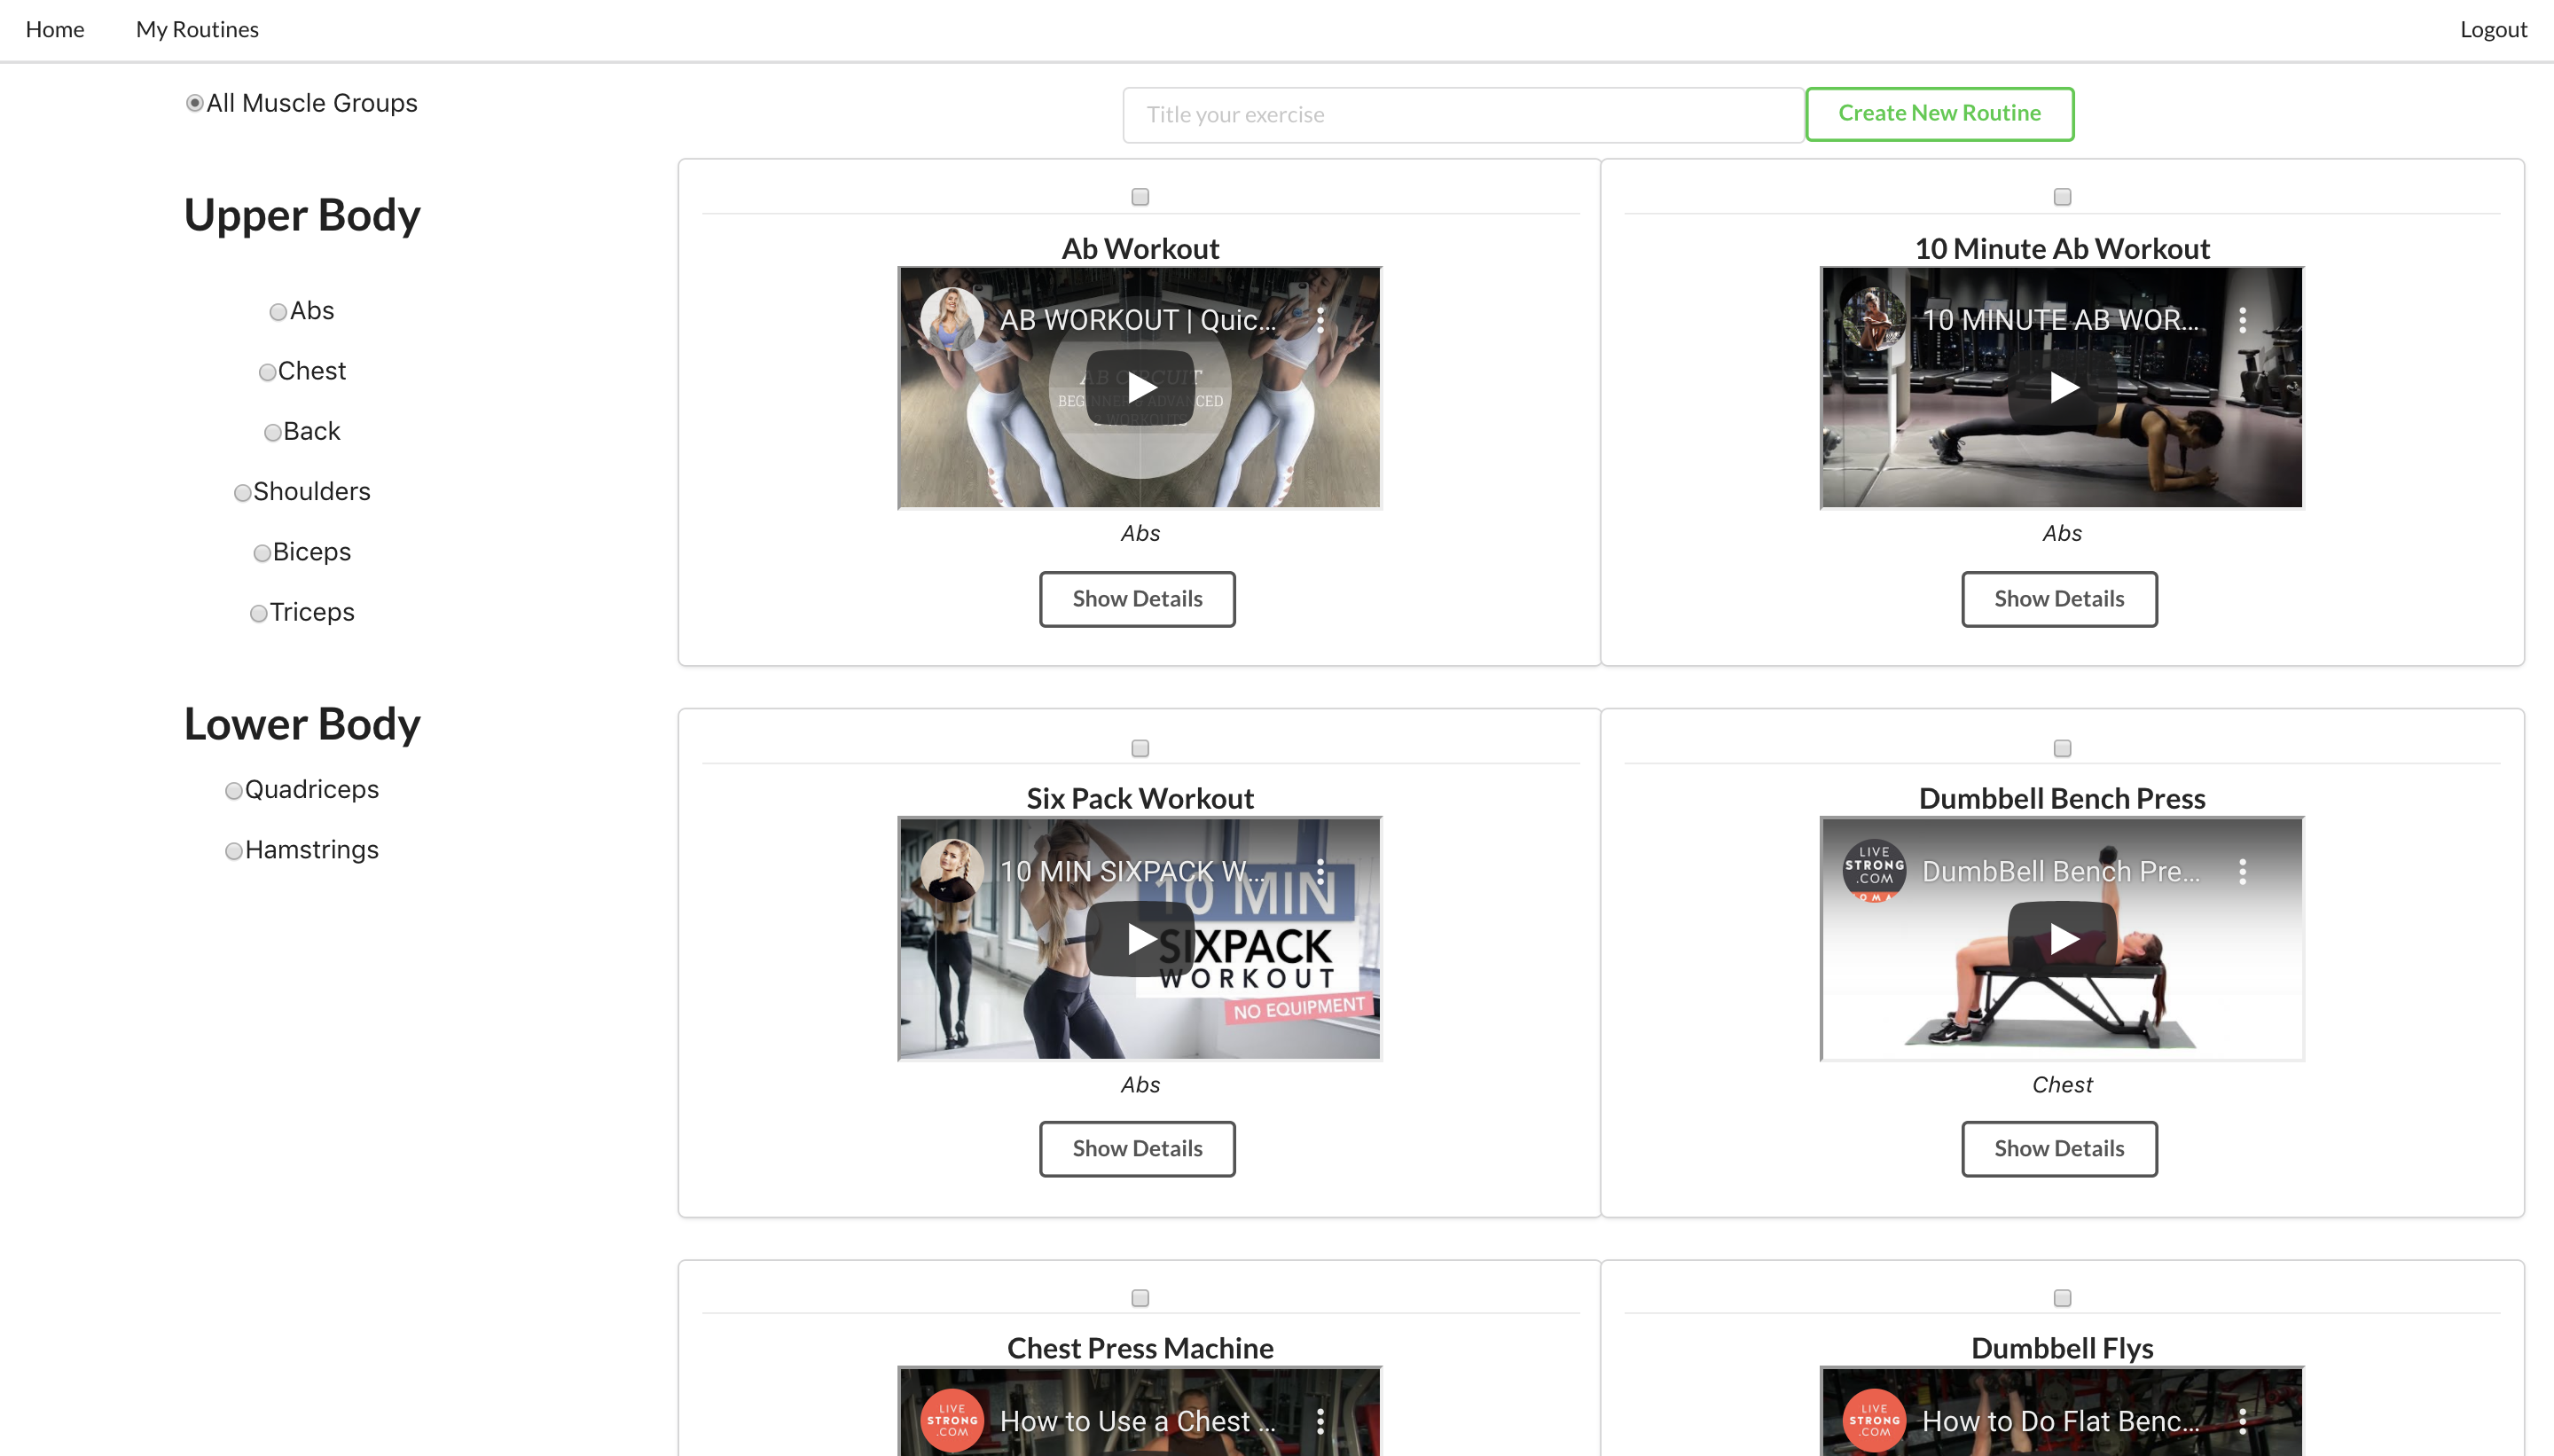 Home My Routines Logout
All Muscle Groups
Title your exercise Create New Routine
Upper Body
Abs
Chest
Back
Shoulders
Biceps
Triceps
Lower Body
Quadriceps
Hamstrings
Ab Workout
AB WORKOUT | Quic...
AB CIRCUIT
2 WORKOUTS
Abs
Show Details
10 Minute Ab Workout
10 MINUTE AB WOR...
Abs
Show Details
Six Pack Workout
10 MIN SIXPACK W...
10 MIN
SIXPACK
WORKOUT
NO EQUIPMENT
Abs
Show Details
Dumbbell Bench Press
LIVE
STRONG
.COM
DumbBell Bench Pre...
Chest
Show Details
Chest Press Machine
LIVE
STRONG
.COM
How to Use a Chest ...
Dumbbell Flys
LIVE
STRONG
.COM
How to Do Flat Benc...